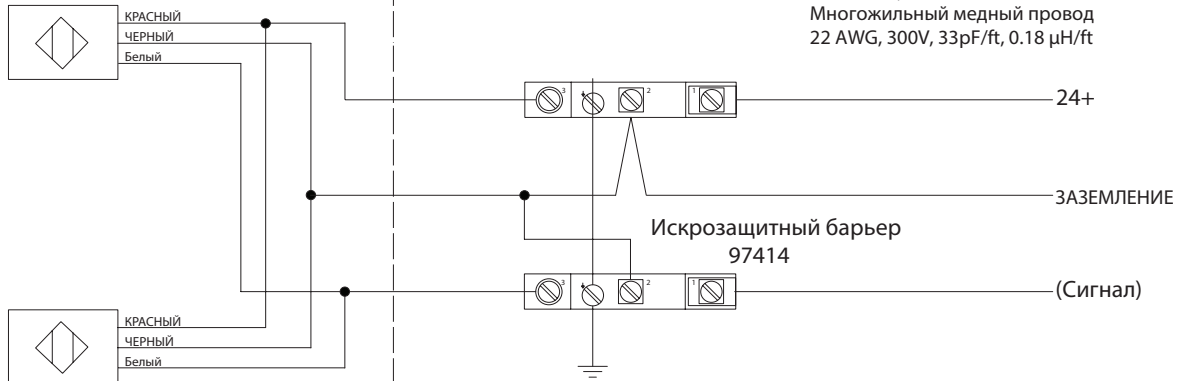 Многожильный медный провод
22 AWG, 300V, 33pF/ft, 0.18 µH/ft
КРАСНЫЙ
ЧЕРНЫЙ
Белый
3
2
1
24+
ЗАЗЕМЛЕНИЕ
Искрозащитный барьер
97414
3
2
1
(Сигнал)
КРАСНЫЙ
ЧЕРНЫЙ
Белый